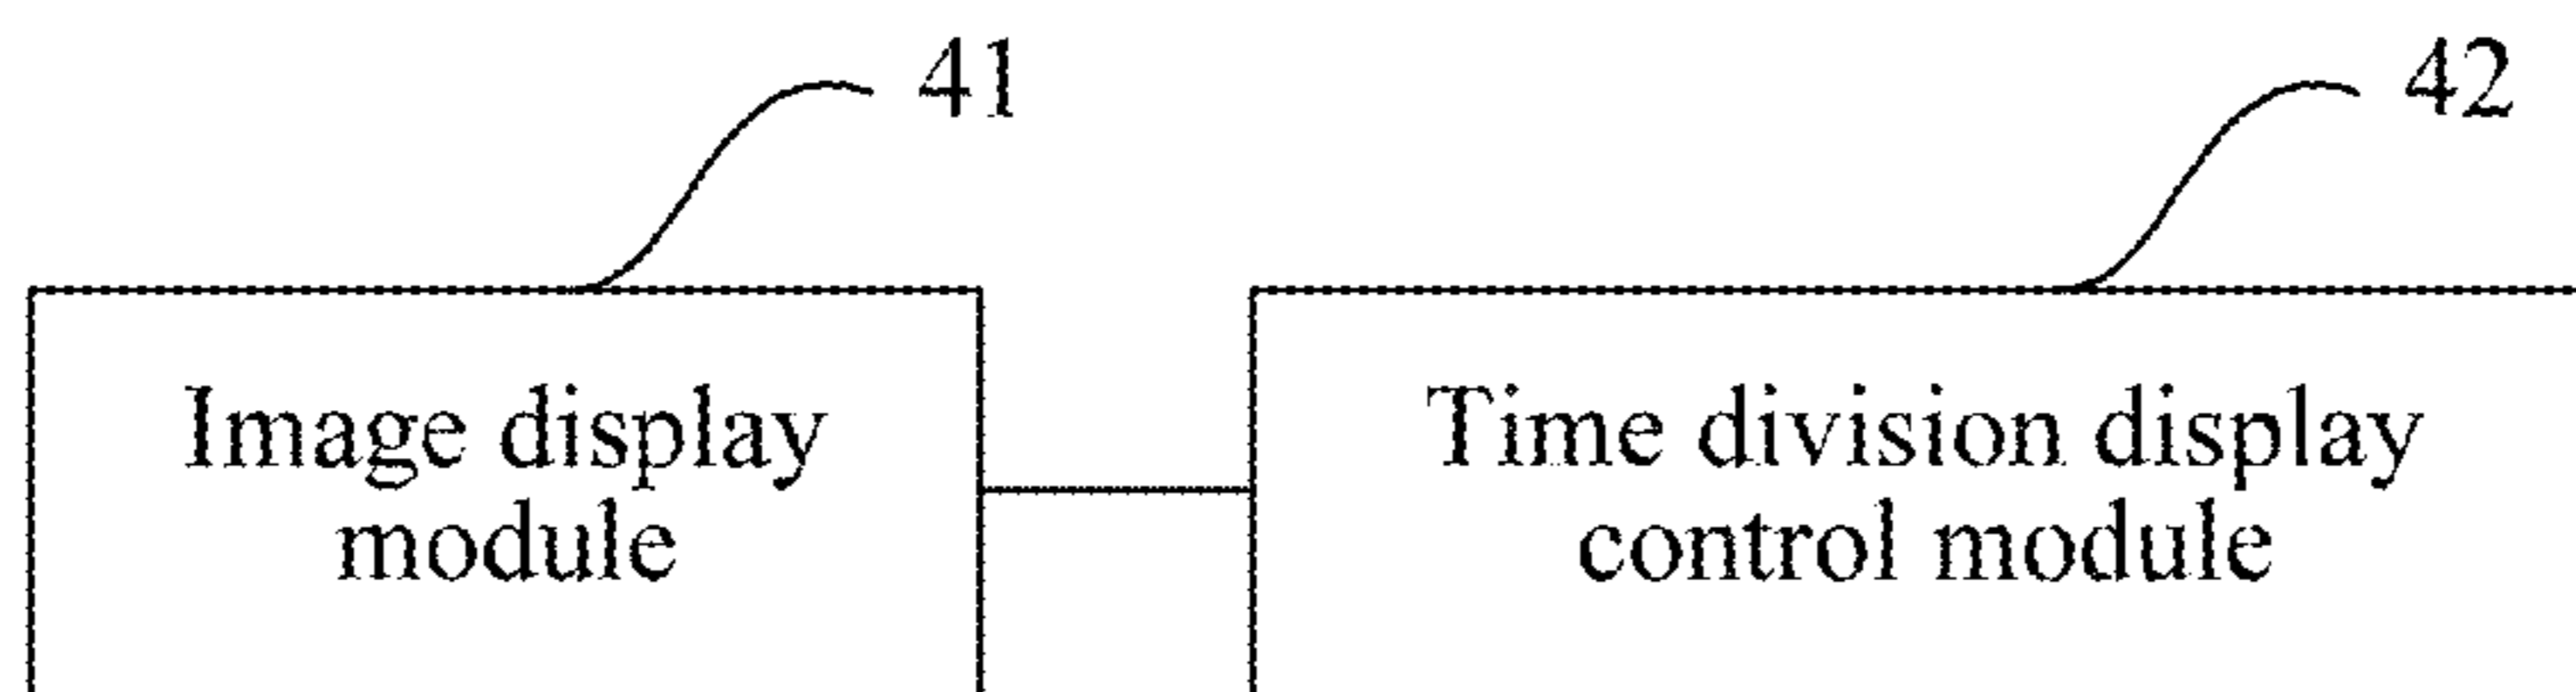 41
42
Image display
module
Time division display
control module